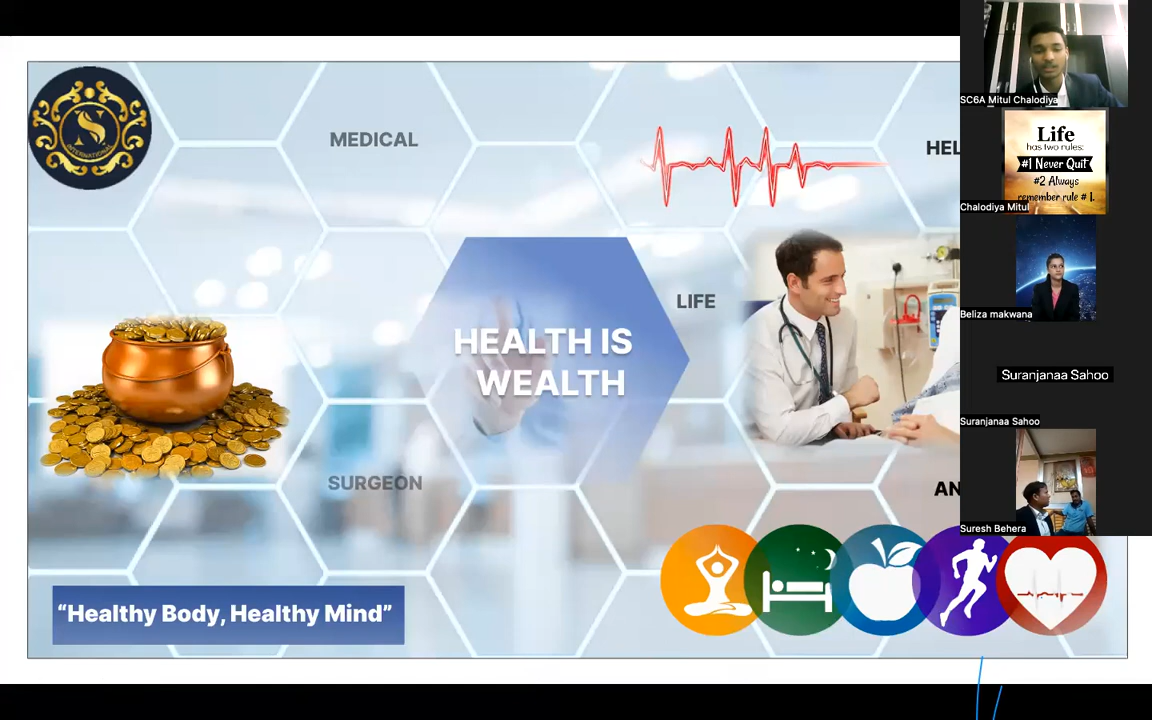 INTERNATIONAL
MEDICAL
HEL
LIFE
HEALTH IS
WEALTH
SURGEON
AN
“Healthy Body, Healthy Mind”
SC6A Mitul Chalodiya
Life
has two rules:
#1 Never Quit
#2 Always
remember rule # 1.
Chalodiya Mitul
Beliza makwana
Suranjanaa Sahoo
Suranjanaa Sahoo
Suresh Behera